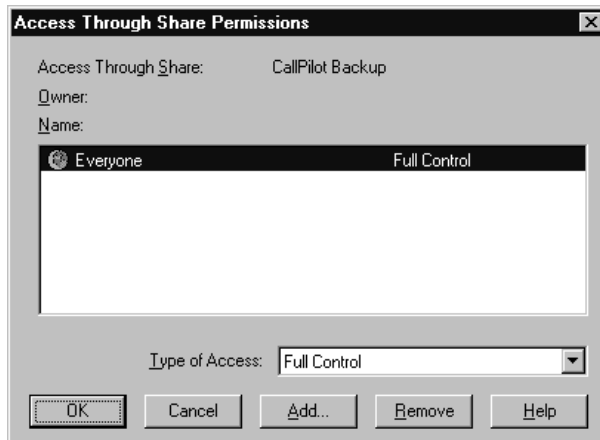 Access Through Share Permissions
Access Through Share: CallPilot Backup
Owner:
Name:
Everyone Full Control
Type of Access: Full Control
OK Cancel Add... Remove Help